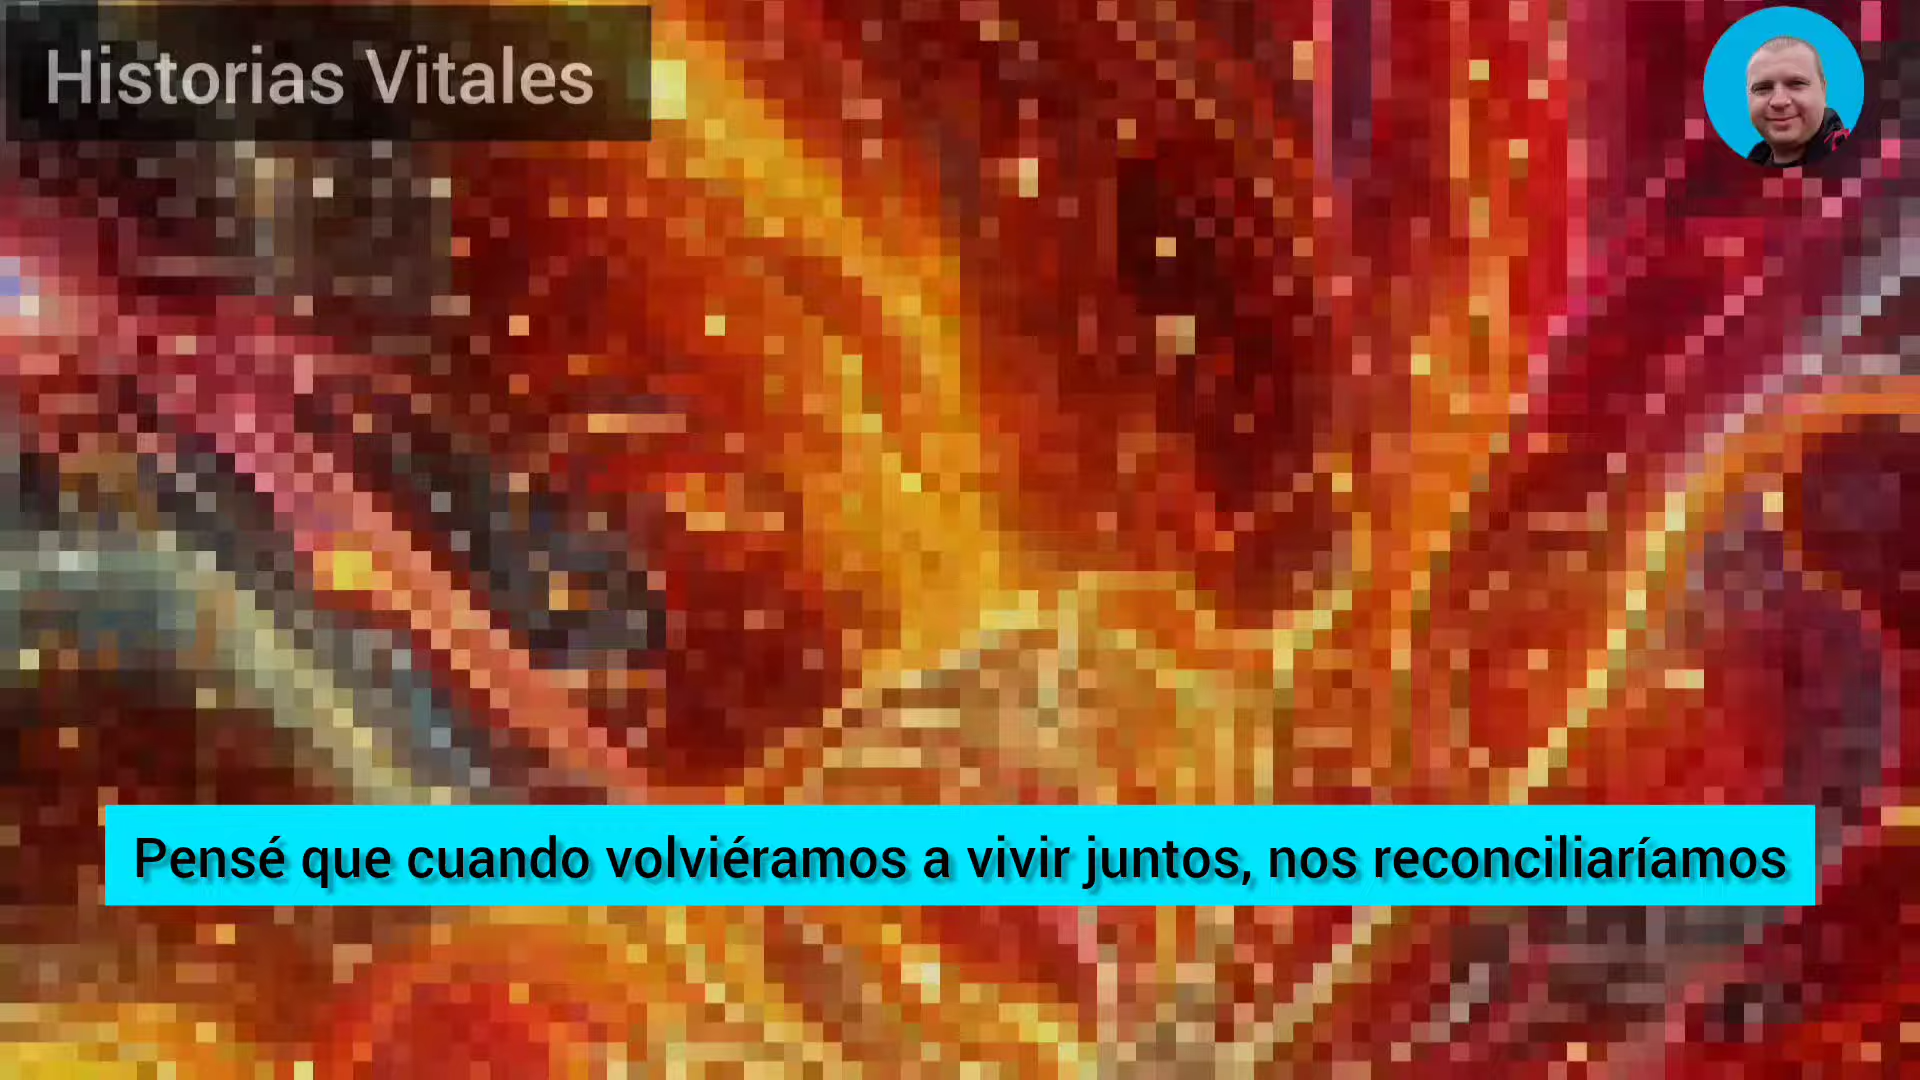 Historias Vitales
Pensé que cuando volviéramos a vivir juntos, nos reconciliaríamos